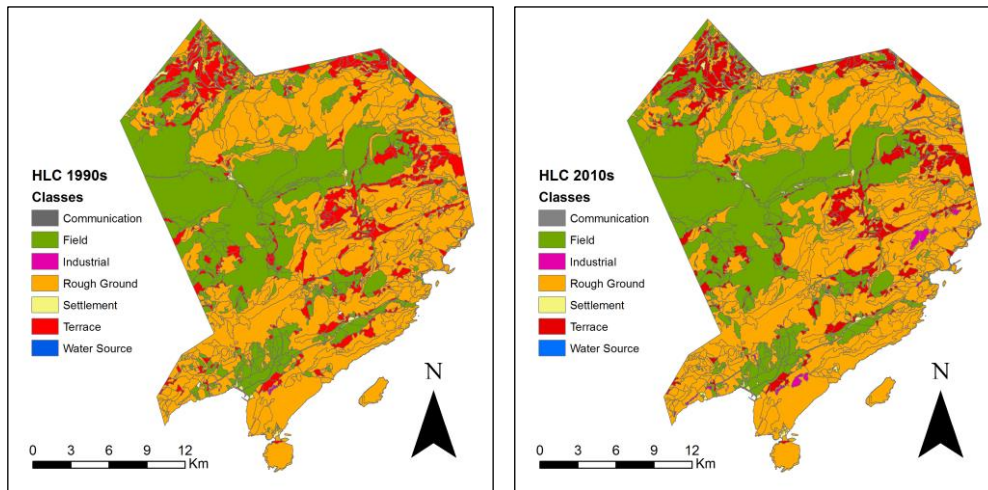 HLC 1990s
Classes
Communication
Field
Industrial
Rough Ground
Settlement
Terrace
Water Source
N
0 3 6 9 12
Km
HLC 2010s
Classes
Communication
Field
Industrial
Rough Ground
Settlement
Terrace
Water Source
N
0 3 6 9 12
Km